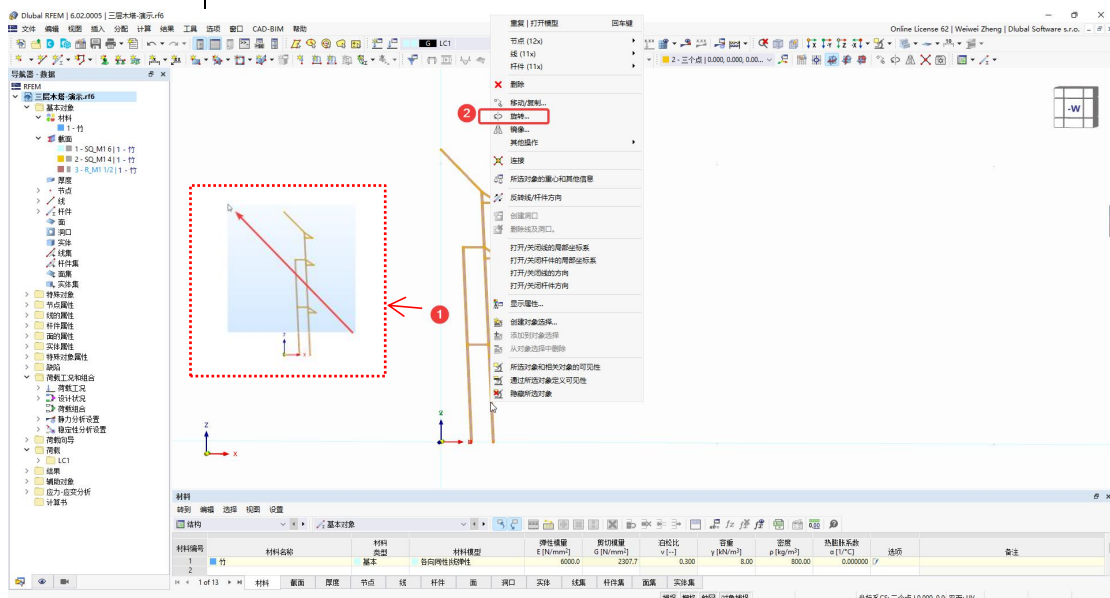 Dlubal RFEM | 6.02.0005 | 三层木塔-演示.rf6
文件 编辑 视图 插入 分配 计算 结果 工具 选项 窗口 CAD-BIM 帮助
Online License 62 | Weiwei Zheng | Dlubal Software s.r.o.
G LC1
2 - 三个点 | 0.000, 0.000, 0.00...
导航器 - 数据
RFEM
三层木塔-演示.rf6
基本对象
材料
1 - 竹
截面
1 - SQ_M1 6 | 1 - 竹
2 - SQ_M1 4 | 1 - 竹
3 - R_M1 1/2 | 1 - 竹
厚度
节点
线
杆件
面
洞口
实体
线集
杆件集
面集
实体集
特殊对象
节点属性
线的属性
杆件属性
面的属性
实体属性
特殊对象属性
缺陷
荷载工况和组合
荷载工况
设计状况
荷载组合
静力分析设置
稳定性分析设置
荷载向导
荷载
LC1
结果
辅助对象
应力-应变分析
计算书
重复 | 打开模型 回车键
节点 (12x)
线 (11x)
杆件 (11x)
删除
移动/复制...
2
旋转...
镜像...
其他操作
连接
所选对象的重心和其他信息
反转线/杆件方向
创建洞口
删除线及洞口。
打开/关闭线的局部坐标系
打开/关闭杆件的局部坐标系
打开/关闭线的方向
打开/关闭杆件方向
显示属性...
创建对象选择...
添加到对象选择
从对象选择中删除
所选对象和相关对象的可见性
通过所选对象定义可见性
隐藏所选对象
1
-W
Z
X
材料
转到 编辑 选择 视图 设置
结构 基本对象
材料编号 材料名称 材料类型 材料模型 弹性模量 E [N/mm²] 剪切模量 G [N/mm²] 泊松比 ν [--] 容重 γ [kN/m³] 密度 ρ [kg/m³] 热膨胀系数 α [1/°C] 选项 备注
1 竹 基本 各向同性|线弹性 6000.0 2307.7 0.300 8.00 800.00 0.000000
2
1 of 13 材料 截面 厚度 节点 线 杆件 面 洞口 实体 线集 杆件集 面集 实体集